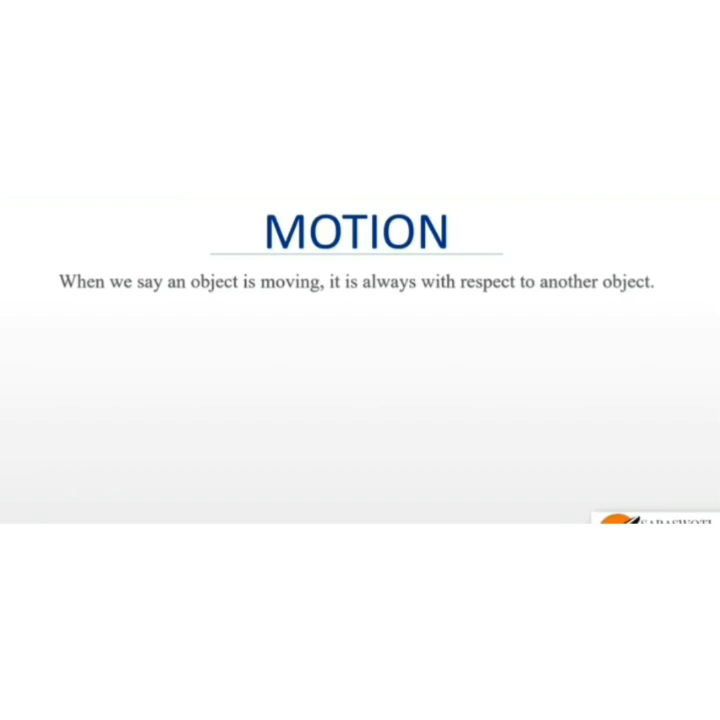 MOTION
When we say an object is moving, it is always with respect to another object.